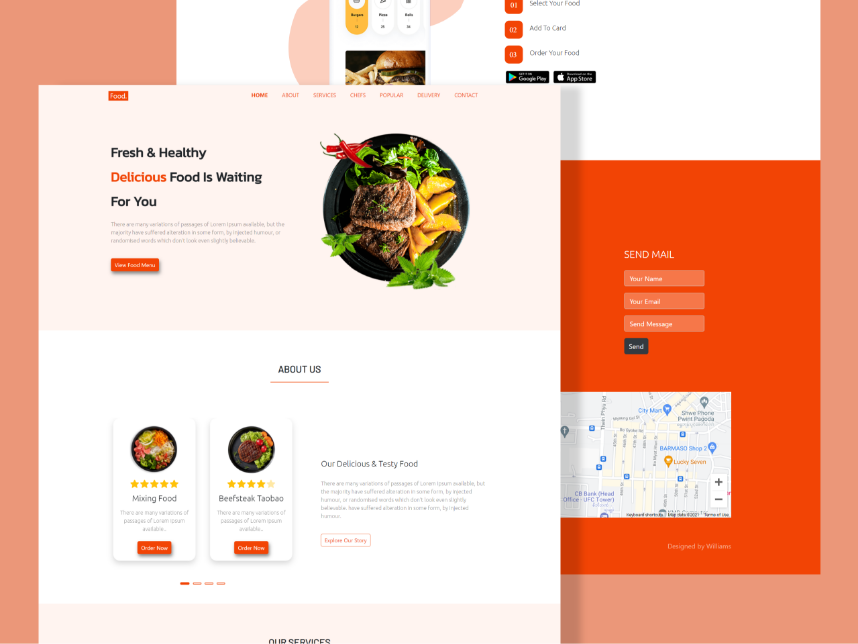 01 Select Your Food
Burgers
Pizza
Rolls
02 Add To Card
03 Order Your Food
GET IT ON
Google Play
Download on the
App Store
Food.
HOME ABOUT SERVICES CHEFS POPULAR DELIVERY CONTACT
Fresh & Healthy
Delicious Food Is Waiting
For You
There are many variations of passages of Lorem Ipsum available, but the
majority have suffered alteration in some form, by injected humour, or
randomised words which don't look even slightly believable.
View Food Menu
ABOUT US
Mixing Food
There are many variations of
passages of Lorem Ipsum
available..
Order Now
Beefsteak Taobao
There are many variations of
passages of Lorem Ipsum
available..
Order Now
Our Delicious & Testy Food
There are many variations of passages of Lorem Ipsum available, but
the majority have suffered alteration in some form, by injected
humour, or randomised words which don't look even slightly
believable. have suffered alteration in some form, by injected
humour.
Explore Our Story
OUR SERVICES
SEND MAIL
Your Name
Your Email
Send Message
Send
City Mart
Shwe Phone
Pwint Pagoda
Thein Phyu Rd
BARMASO Shop 2
Lucky Seven
CB Bank (Head
Office - UFC Tower)
Keyboard shortcuts Map data ©2021 Terms of Use
Designed by Williams